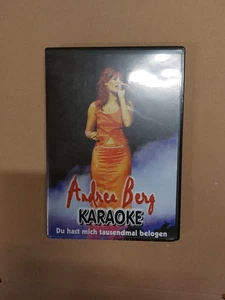 Andrea Berg
KARAOKE
Du hast mich tausendmal belogen